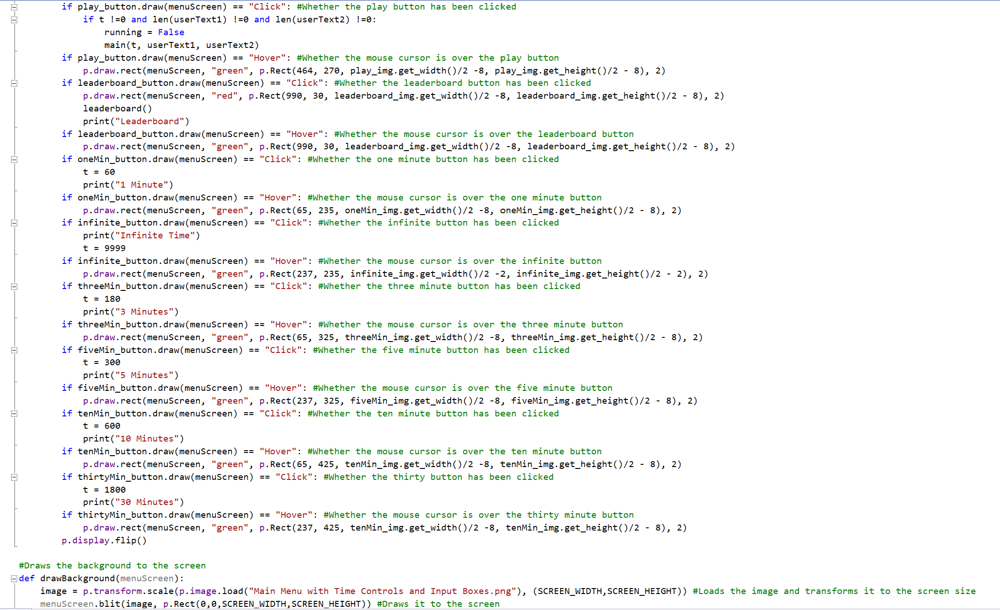 if play_button.draw(menuScreen) == "Click": #Whether the play button has been clicked
if t !=0 and len(userText1) !=0 and len(userText2) !=0:
running = False
main(t, userText1, userText2)
if play_button.draw(menuScreen) == "Hover": #Whether the mouse cursor is over the play button
p.draw.rect(menuScreen, "green", p.Rect(464, 270, play_img.get_width()/2 -8, play_img.get_height()/2 - 8), 2)
if leaderboard_button.draw(menuScreen) == "Click": #Whether the leaderboard button has been clicked
p.draw.rect(menuScreen, "red", p.Rect(990, 30, leaderboard_img.get_width()/2 -8, leaderboard_img.get_height()/2 - 8), 2)
leaderboard()
print("Leaderboard")
if leaderboard_button.draw(menuScreen) == "Hover": #Whether the mouse cursor is over the leaderboard button
p.draw.rect(menuScreen, "green", p.Rect(990, 30, leaderboard_img.get_width()/2 -8, leaderboard_img.get_height()/2 - 8), 2)
if oneMin_button.draw(menuScreen) == "Click": #Whether the one minute button has been clicked
t = 60
print("1 Minute")
if oneMin_button.draw(menuScreen) == "Hover": #Whether the mouse cursor is over the one minute button
p.draw.rect(menuScreen, "green", p.Rect(65, 235, oneMin_img.get_width()/2 -8, oneMin_img.get_height()/2 - 8), 2)
if infinite_button.draw(menuScreen) == "Click": #Whether the infinite button has been clicked
print("Infinite Time")
t = 9999
if infinite_button.draw(menuScreen) == "Hover": #Whether the mouse cursor is over the infinite button
p.draw.rect(menuScreen, "green", p.Rect(237, 235, infinite_img.get_width()/2 -2, infinite_img.get_height()/2 - 2), 2)
if threeMin_button.draw(menuScreen) == "Click": #Whether the three minute button has been clicked
t = 180
print("3 Minutes")
if threeMin_button.draw(menuScreen) == "Hover": #Whether the mouse cursor is over the three minute button
p.draw.rect(menuScreen, "green", p.Rect(65, 325, threeMin_img.get_width()/2 -8, threeMin_img.get_height()/2 - 8), 2)
if fiveMin_button.draw(menuScreen) == "Click": #Whether the five minute button has been clicked
t = 300
print("5 Minutes")
if fiveMin_button.draw(menuScreen) == "Hover": #Whether the mouse cursor is over the five minute button
p.draw.rect(menuScreen, "green", p.Rect(237, 325, fiveMin_img.get_width()/2 -8, fiveMin_img.get_height()/2 - 8), 2)
if tenMin_button.draw(menuScreen) == "Click": #Whether the ten minute button has been clicked
t = 600
print("10 Minutes")
if tenMin_button.draw(menuScreen) == "Hover": #Whether the mouse cursor is over the ten minute button
p.draw.rect(menuScreen, "green", p.Rect(65, 425, tenMin_img.get_width()/2 -8, tenMin_img.get_height()/2 - 8), 2)
if thirtyMin_button.draw(menuScreen) == "Click": #Whether the thirty button has been clicked
t = 1800
print("30 Minutes")
if thirtyMin_button.draw(menuScreen) == "Hover": #Whether the mouse cursor is over the thirty minute button
p.draw.rect(menuScreen, "green", p.Rect(237, 425, tenMin_img.get_width()/2 -8, tenMin_img.get_height()/2 - 8), 2)
p.display.flip()
#Draws the background to the screen
def drawBackground(menuScreen):
image = p.transform.scale(p.image.load("Main Menu with Time Controls and Input Boxes.png"), (SCREEN_WIDTH,SCREEN_HEIGHT)) #Loads the image and transforms it to the screen size
menuScreen.blit(image, p.Rect(0,0,SCREEN_WIDTH,SCREEN_HEIGHT)) #Draws it to the screen